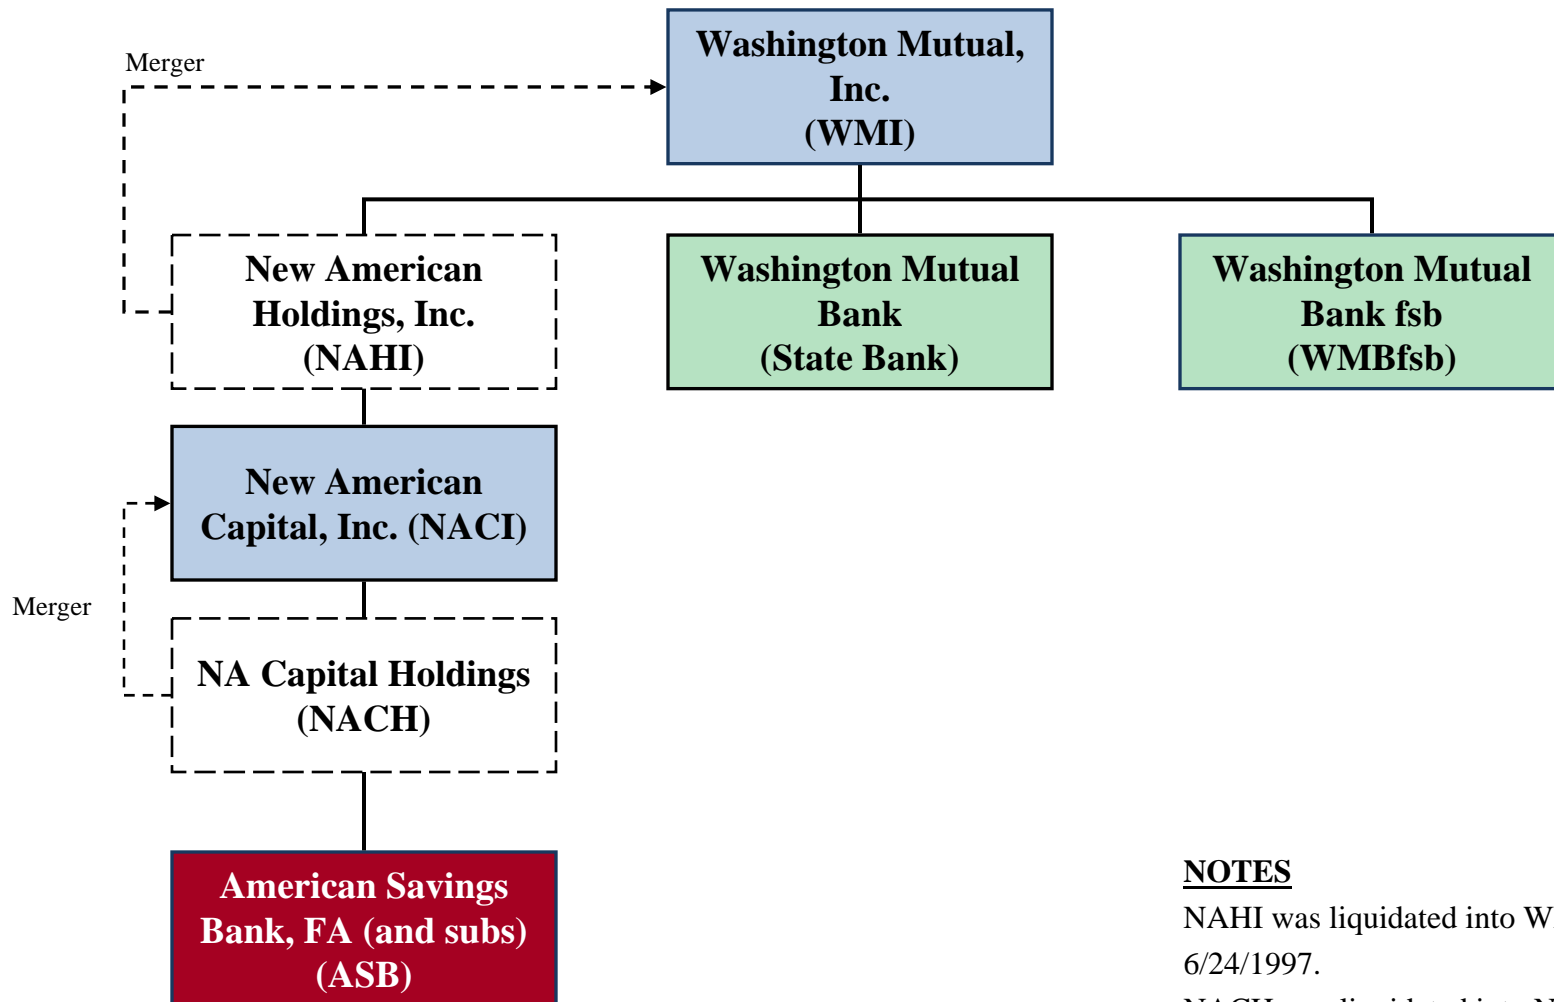 Merger
Washington Mutual,
Inc.
(WMI)
New American
Holdings, Inc.
(NAHI)
Washington Mutual
Bank
(State Bank)
Washington Mutual
Bank fsb
(WMBfsb)
New American
Capital, Inc. (NACI)
Merger
NA Capital Holdings
(NACH)
American Savings
Bank, FA (and subs)
(ASB)
NOTES
NAHI was liquidated into
6/24/1997.